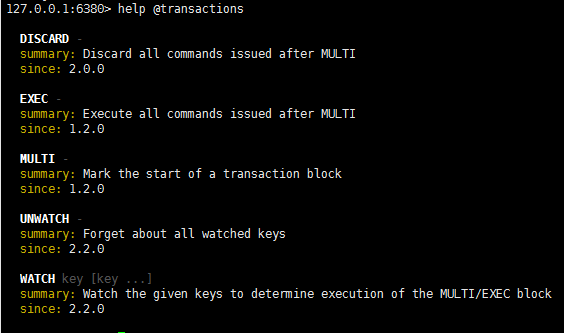 127.0.0.1:6380> help @transactions
DISCARD -
summary: Discard all commands issued after MULTI
since: 2.0.0
EXEC -
summary: Execute all commands issued after MULTI
since: 1.2.0
MULTI -
summary: Mark the start of a transaction block
since: 1.2.0
UNWATCH -
summary: Forget about all watched keys
since: 2.2.0
WATCH key [key ...]
summary: Watch the given keys to determine execution of the MULTI/EXEC block
since: 2.2.0